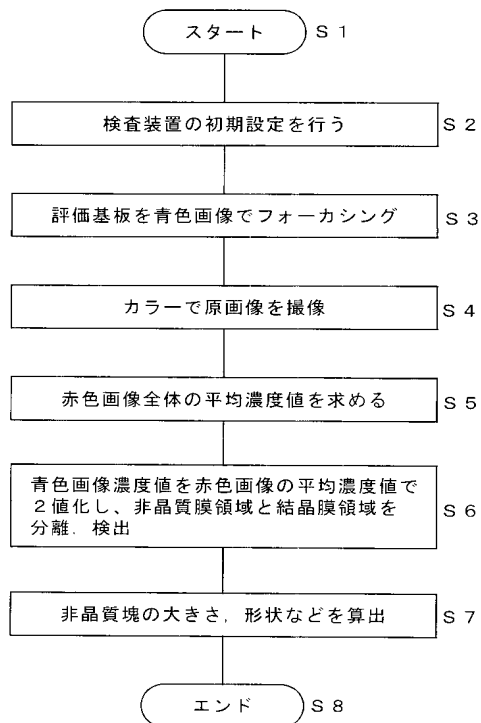 スタート S1
検査装置の初期設定を行う S2
評価基板を青色画像でフォーカシング S3
カラーで原画像を撮像 S4
赤色画像全体の平均濃度値を求める S5
青色画像濃度値を赤色画像の平均濃度値で
2値化し、非晶質膜領域と結晶膜領域を S6
分離．検出
非晶質塊の大きさ，形状などを算出 S7
エンド S8